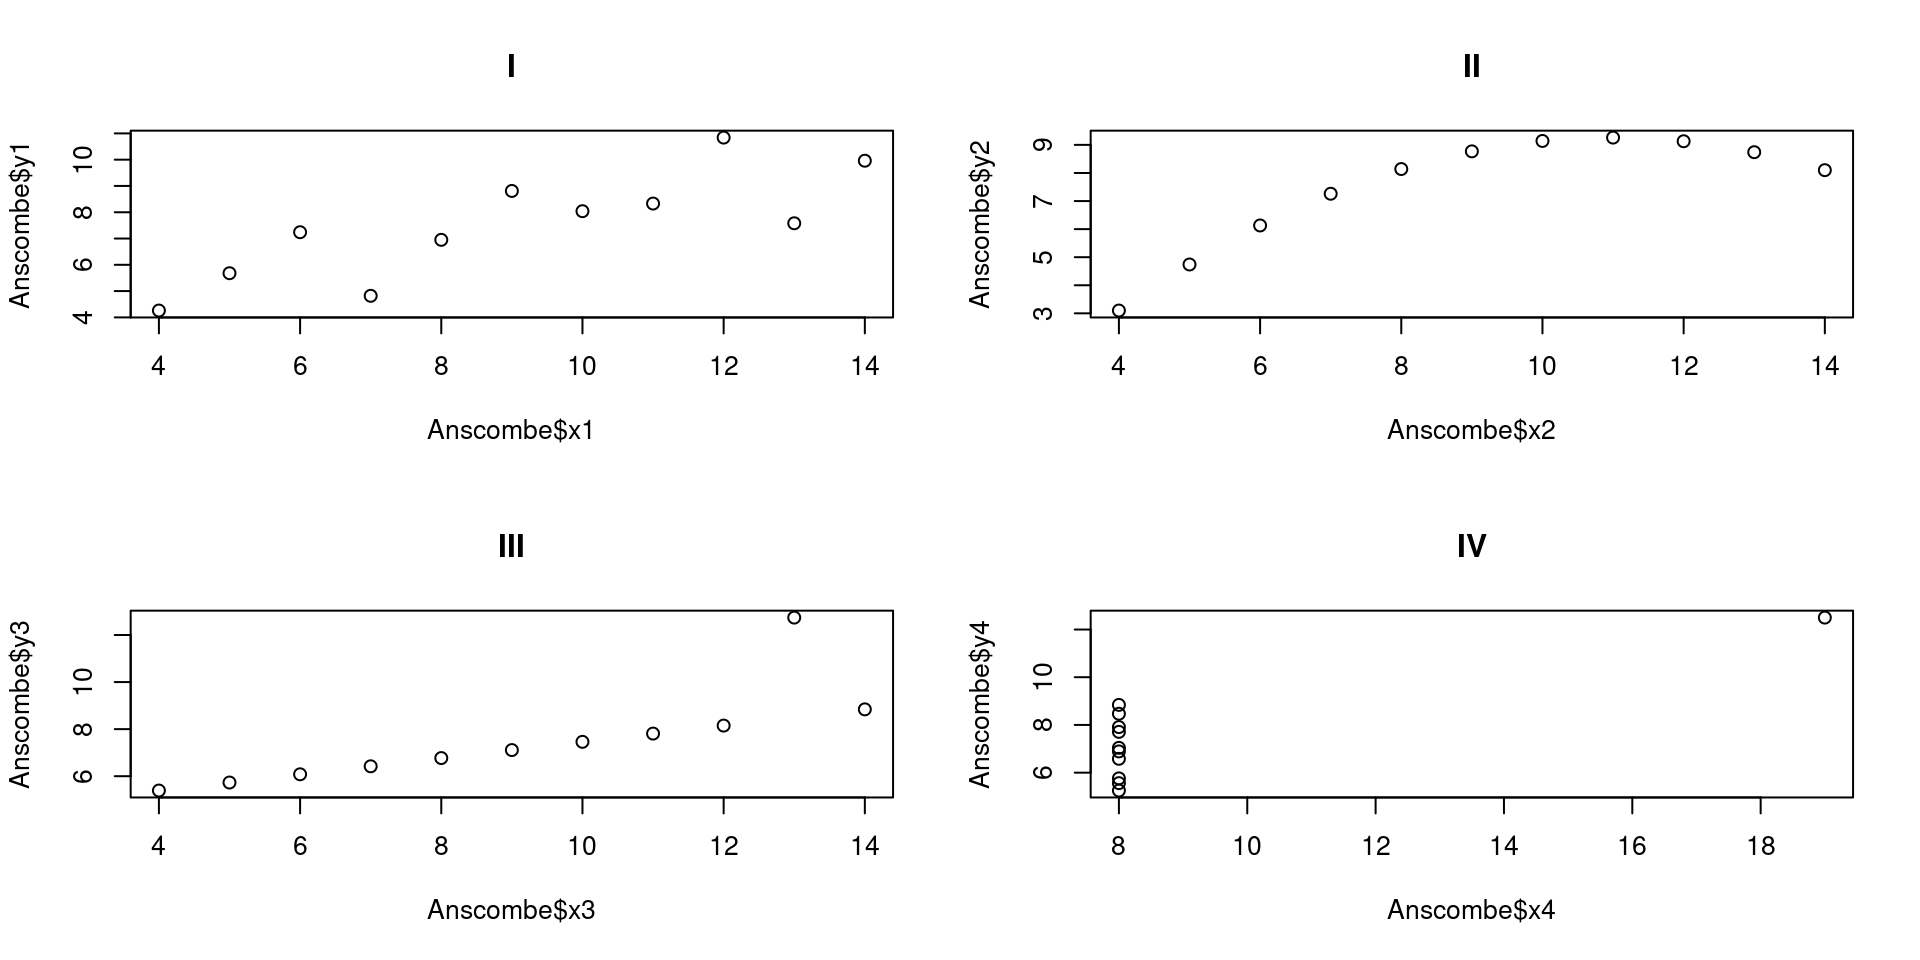 I
Anscombe$y1
10
8
6
4
4 6 8 10 12 14
Anscombe$x1
II
Anscombe$y2
9
7
5
3
4 6 8 10 12 14
Anscombe$x2
III
Anscombe$y3
10
8
6
4 6 8 10 12 14
Anscombe$x3
IV
Anscombe$y4
10
8
6
8 10 12 14 16 18
Anscombe$x4